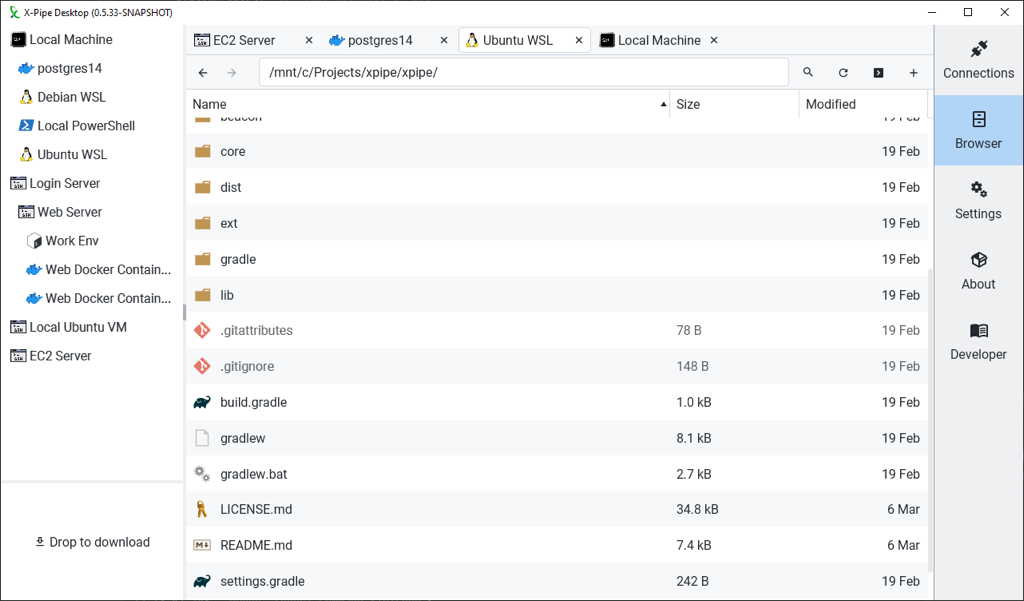 X-Pipe Desktop (0.5.33-SNAPSHOT)
Local Machine
postgres14
Debian WSL
Local PowerShell
Ubuntu WSL
Login Server
Web Server
Work Env
Web Docker Contain...
Web Docker Contain...
Local Ubuntu VM
EC2 Server
Drop to download
EC2 Server
postgres14
Ubuntu WSL
Local Machine
/mnt/c/Projects/xpipe/xpipe/
Name Size Modified
beacon 19 Feb
core 19 Feb
dist 19 Feb
ext 19 Feb
gradle 19 Feb
lib 19 Feb
.gitattributes 78 B 19 Feb
.gitignore 148 B 19 Feb
build.gradle 1.0 kB 19 Feb
gradlew 8.1 kB 19 Feb
gradlew.bat 2.7 kB 19 Feb
LICENSE.md 34.8 kB 6 Mar
README.md 7.4 kB 6 Mar
settings.gradle 242 B 19 Feb
Connections
Browser
Settings
About
Developer